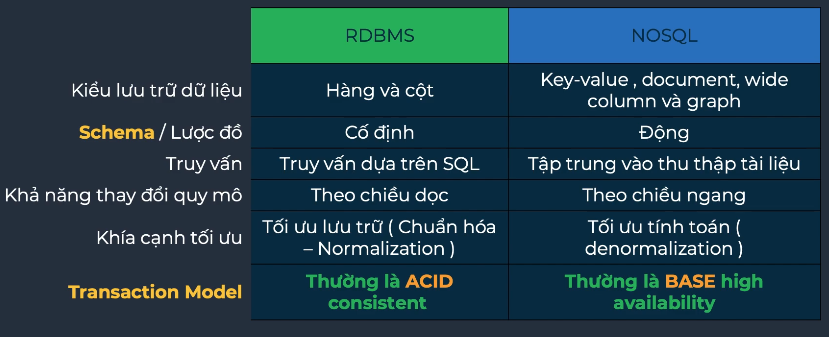 RDBMS NOSQL
Kiểu lưu trữ dữ liệu Hàng và cột Key-value , document, wide
column và graph
Schema / Lược đồ Cố định Động
Truy vấn Truy vấn dựa trên SQL Tập trung vào thu thập tài liệu
Khả năng thay đổi quy mô Theo chiều dọc Theo chiều ngang
Khía cạnh tối ưu Tối ưu lưu trữ ( Chuẩn hóa
– Normalization ) Tối ưu tính toán (
denormalization )
Transaction Model Thường là ACID
consistent Thường là BASE high
availability